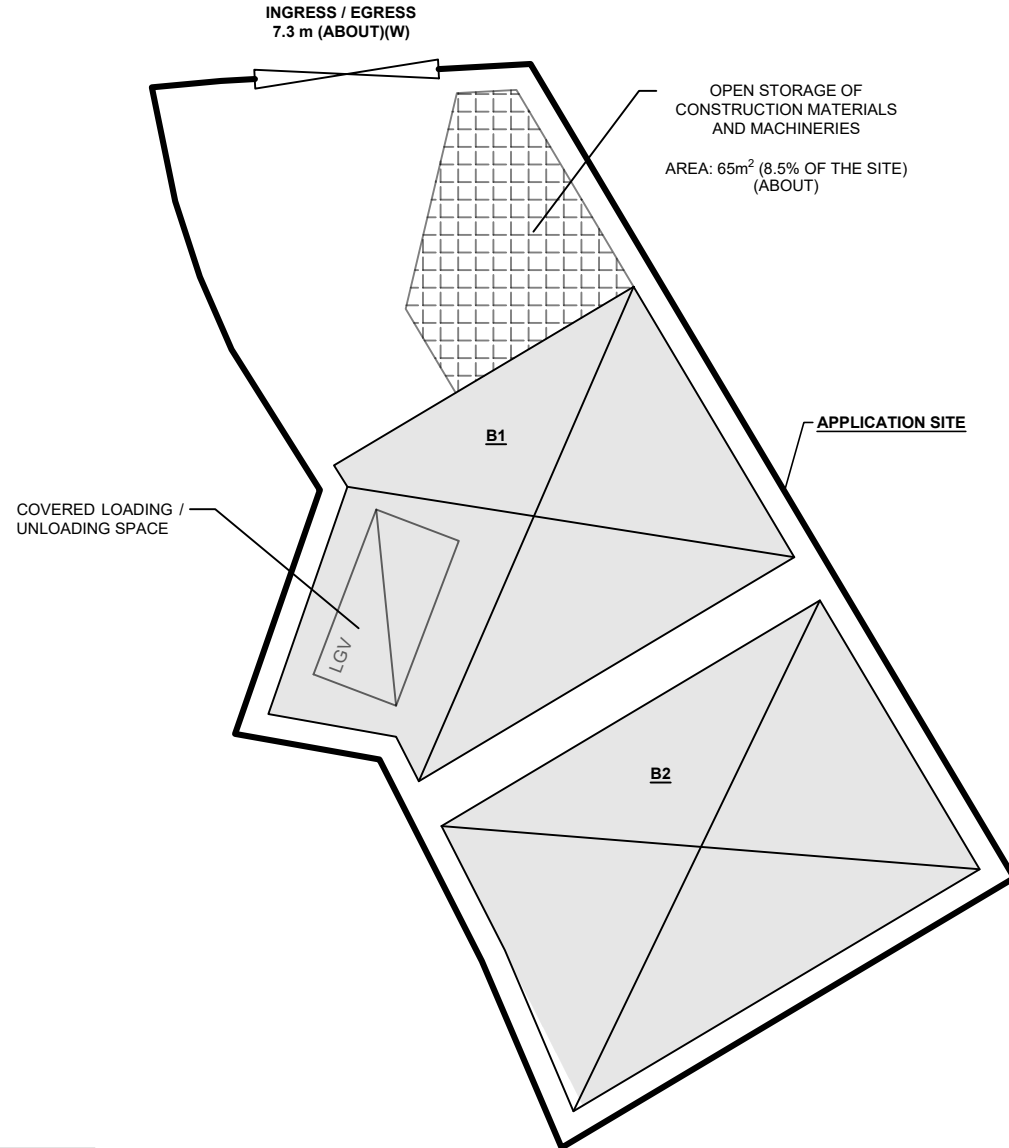 INGRESS / EGRESS
7.3 m (ABOUT)(W)
OPEN STORAGE OF
CONSTRUCTION MATERIALS
AND MACHINERIES
AREA: 65m² (8.5% OF THE SITE)
(ABOUT)
B1
APPLICATION SITE
COVERED LOADING /
UNLOADING SPACE
LGV
B2